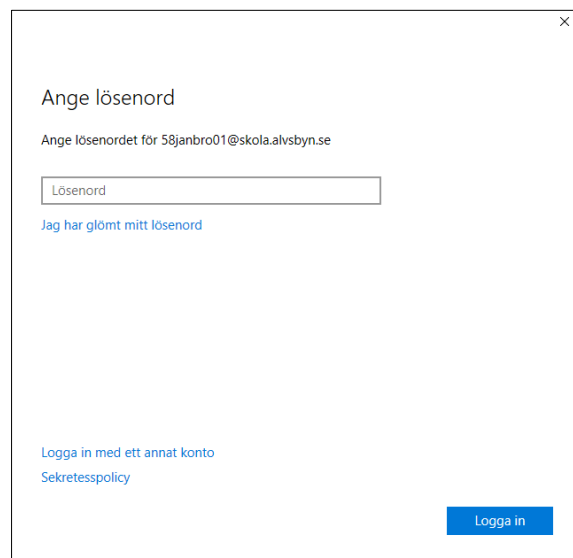 Ange lösenord
Ange lösenordet för 58janbro01@skola.alvsbyn.se
Lösenord
Jag har glömt mitt lösenord
Logga in med ett annat konto
Sekretesspolicy
Logga in